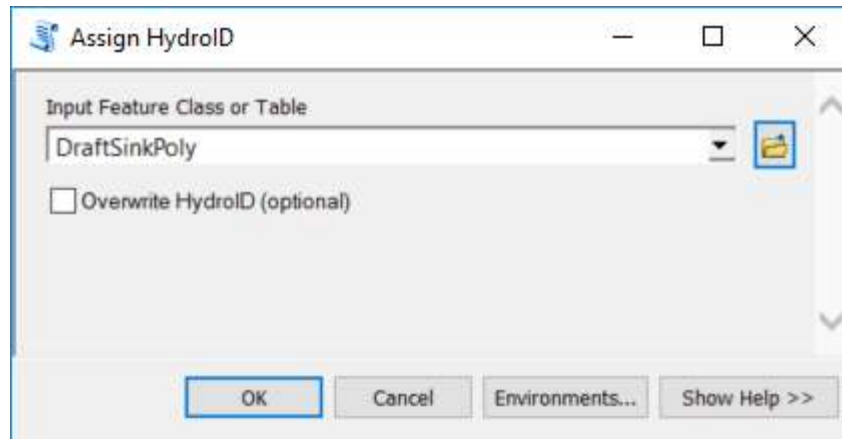 Assign HydroID
Input Feature Class or Table
DraftSinkPoly
Overwrite HydroID (optional)
OK Cancel Environments... Show Help >>